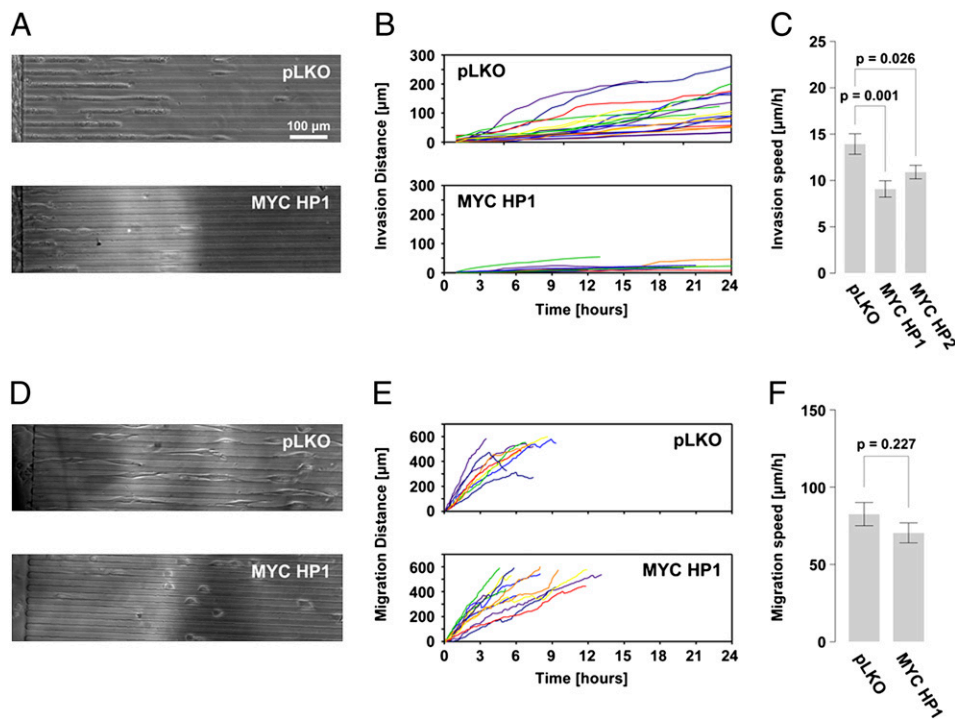 A
pLKO
100 µm
MYC HP1
B
pLKO
300
200
100
0
MYC HP1
300
200
100
0
Invasion Distance [µm]
0 3 6 9 12 15 18 21 24
Time [hours]
C
25
20
15
10
5
0
Invasion speed [µm/h]
p = 0.026
p = 0.001
pLKO
MYC HP1
MYC HP2
D
pLKO
MYC HP1
E
pLKO
600
400
200
0
MYC HP1
600
400
200
0
Migration Distance [µm]
0 3 6 9 12 15 18 21 24
Time [hours]
F
150
100
50
0
Migration speed [µm/h]
p = 0.227
pLKO
MYC HP1